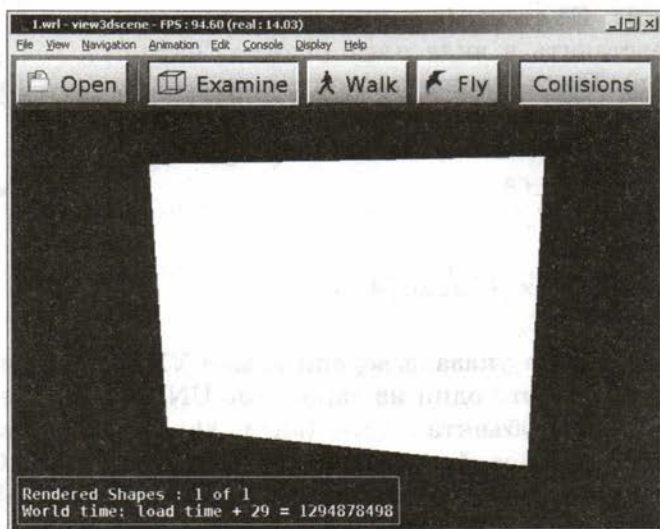 1.wrl - view3dscene - FPS : 94.60 (real : 14.03)
File View Navigation Animation Edit Console Display Help
Open Examine Walk Fly Collisions
Rendered Shapes : 1 of 1
World time: load time + 29 = 1294878498